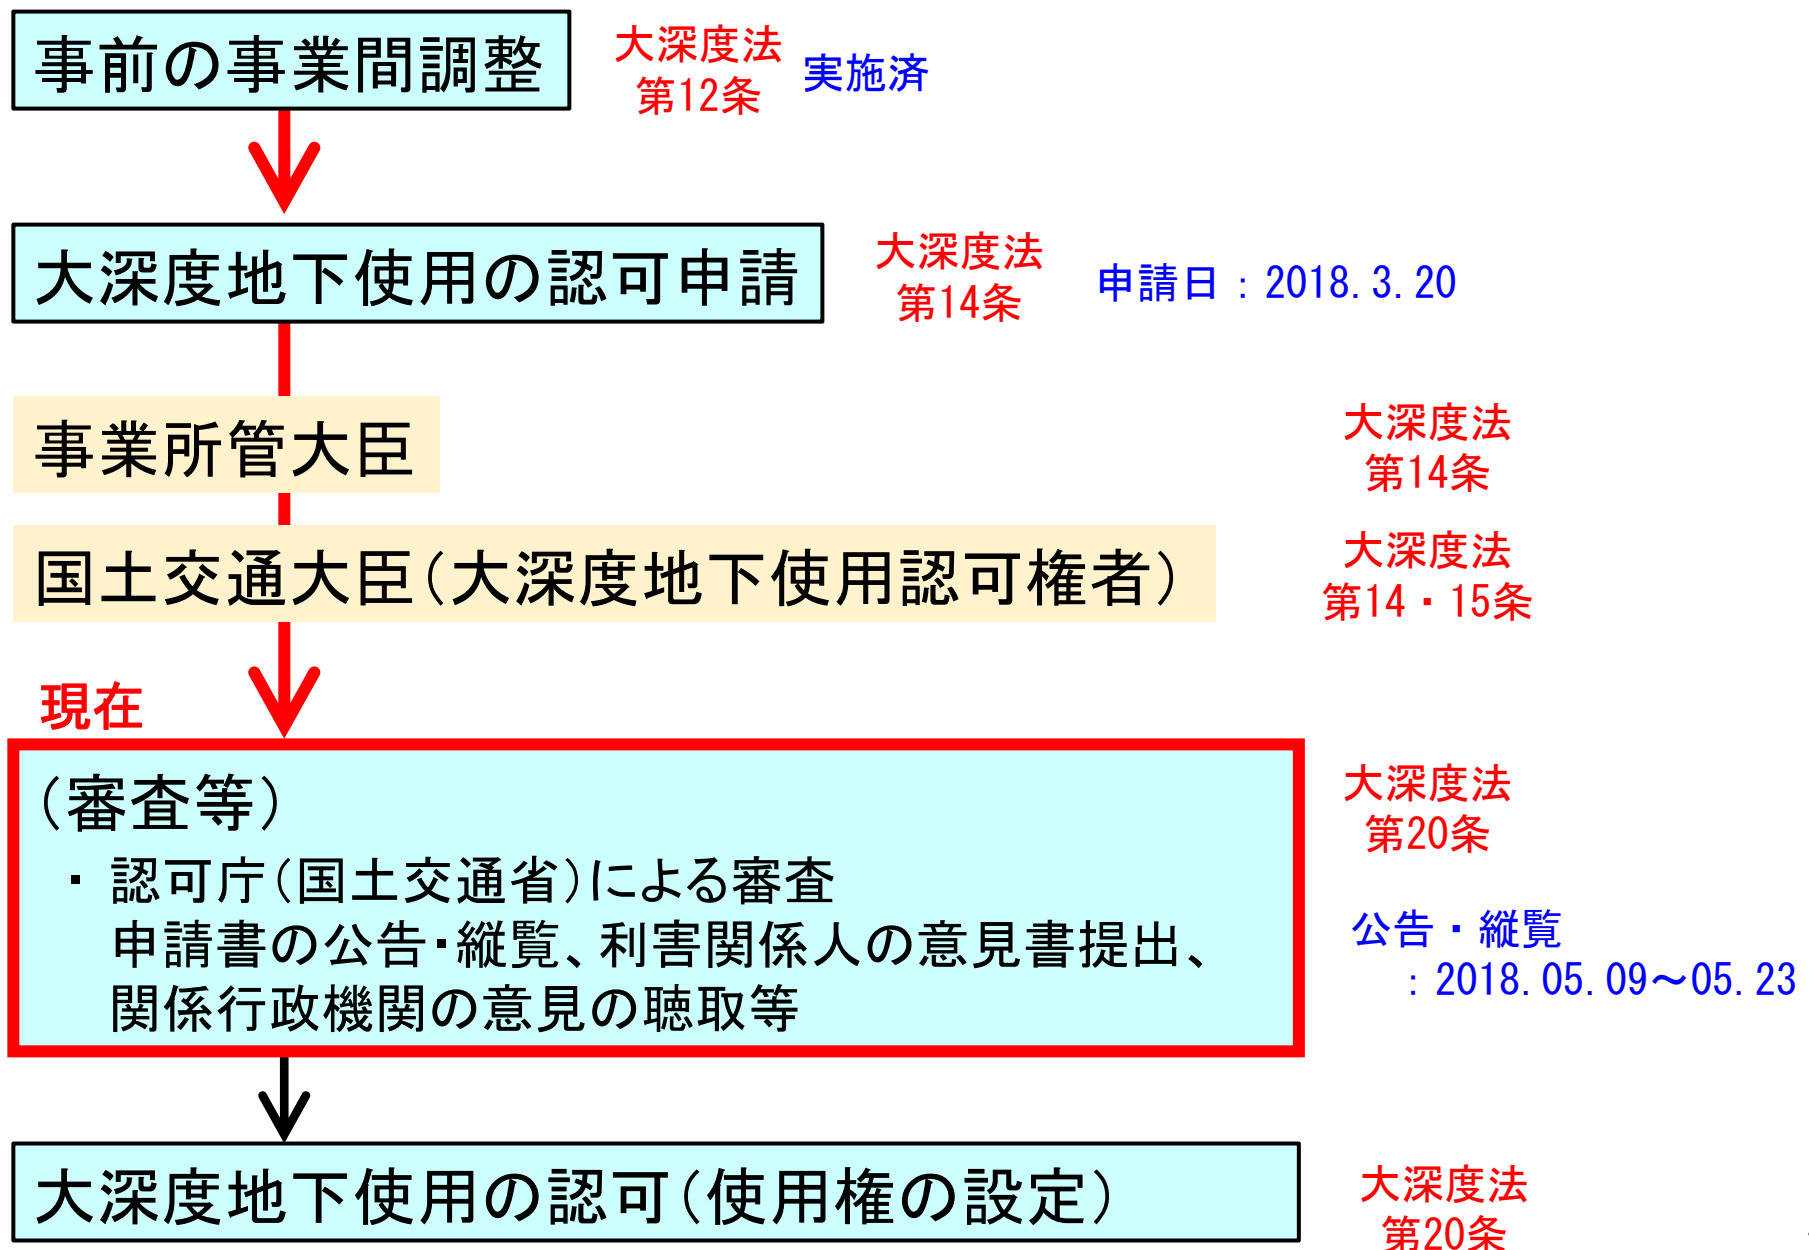 事前の事業間調整
大深度法
第12条
実施済
大深度地下使用の認可申請
大深度法
第14条
申請日：2018.3.20
事業所管大臣
大深度法
第14条
国土交通大臣（大深度地下使用認可権者）
大深度法
第14・15条
現在
（審査等）
・認可庁（国土交通省）による審査
申請書の公告・縦覧、利害関係人の意見書提出、
関係行政機関の意見の聴取等
大深度法
第20条
公告・縦覧
：2018.05.09～05.23
大深度地下使用の認可（使用権の設定）
大深度法
第20条